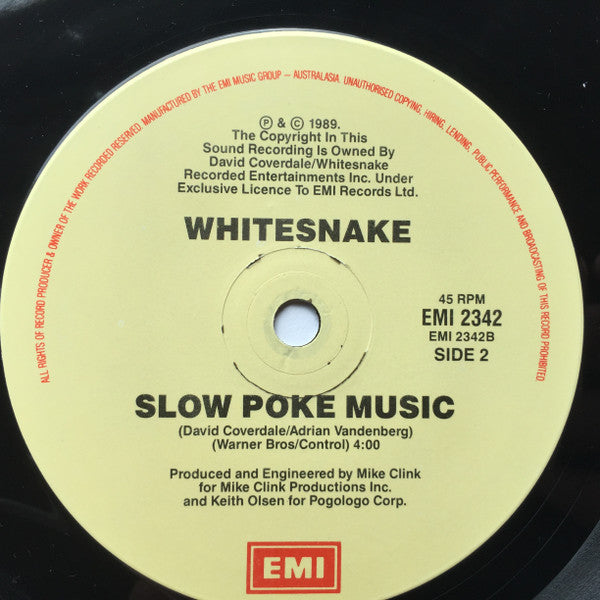 ALL RIGHTS OF RECORD PRODUCER & OWNER OF THE WORK RECORDED RESERVED. MANUFACTURED BY THE EMI MUSIC GROUP – AUSTRALASIA. UNAUTHORISED COPYING, HIRING, LENDING, PUBLIC PERFORMANCE AND BROADCASTING OF THIS RECORD PROHIBITED.
Ⓟ & © 1989.
The Copyright In This
Sound Recording Is Owned By
David Coverdale/Whitesnake
Recorded Entertainments Inc. Under
Exclusive Licence To EMI Records Ltd.
WHITESNAKE
45 RPM
EMI 2342
EMI 2342B
SIDE 2
SLOW POKE MUSIC
(David Coverdale/Adrian Vandenberg)
(Warner Bros/Control) 4:00
Produced and Engineered by Mike Clink
for Mike Clink Productions Inc.
and Keith Olsen for Pogologo Corp.
EMI